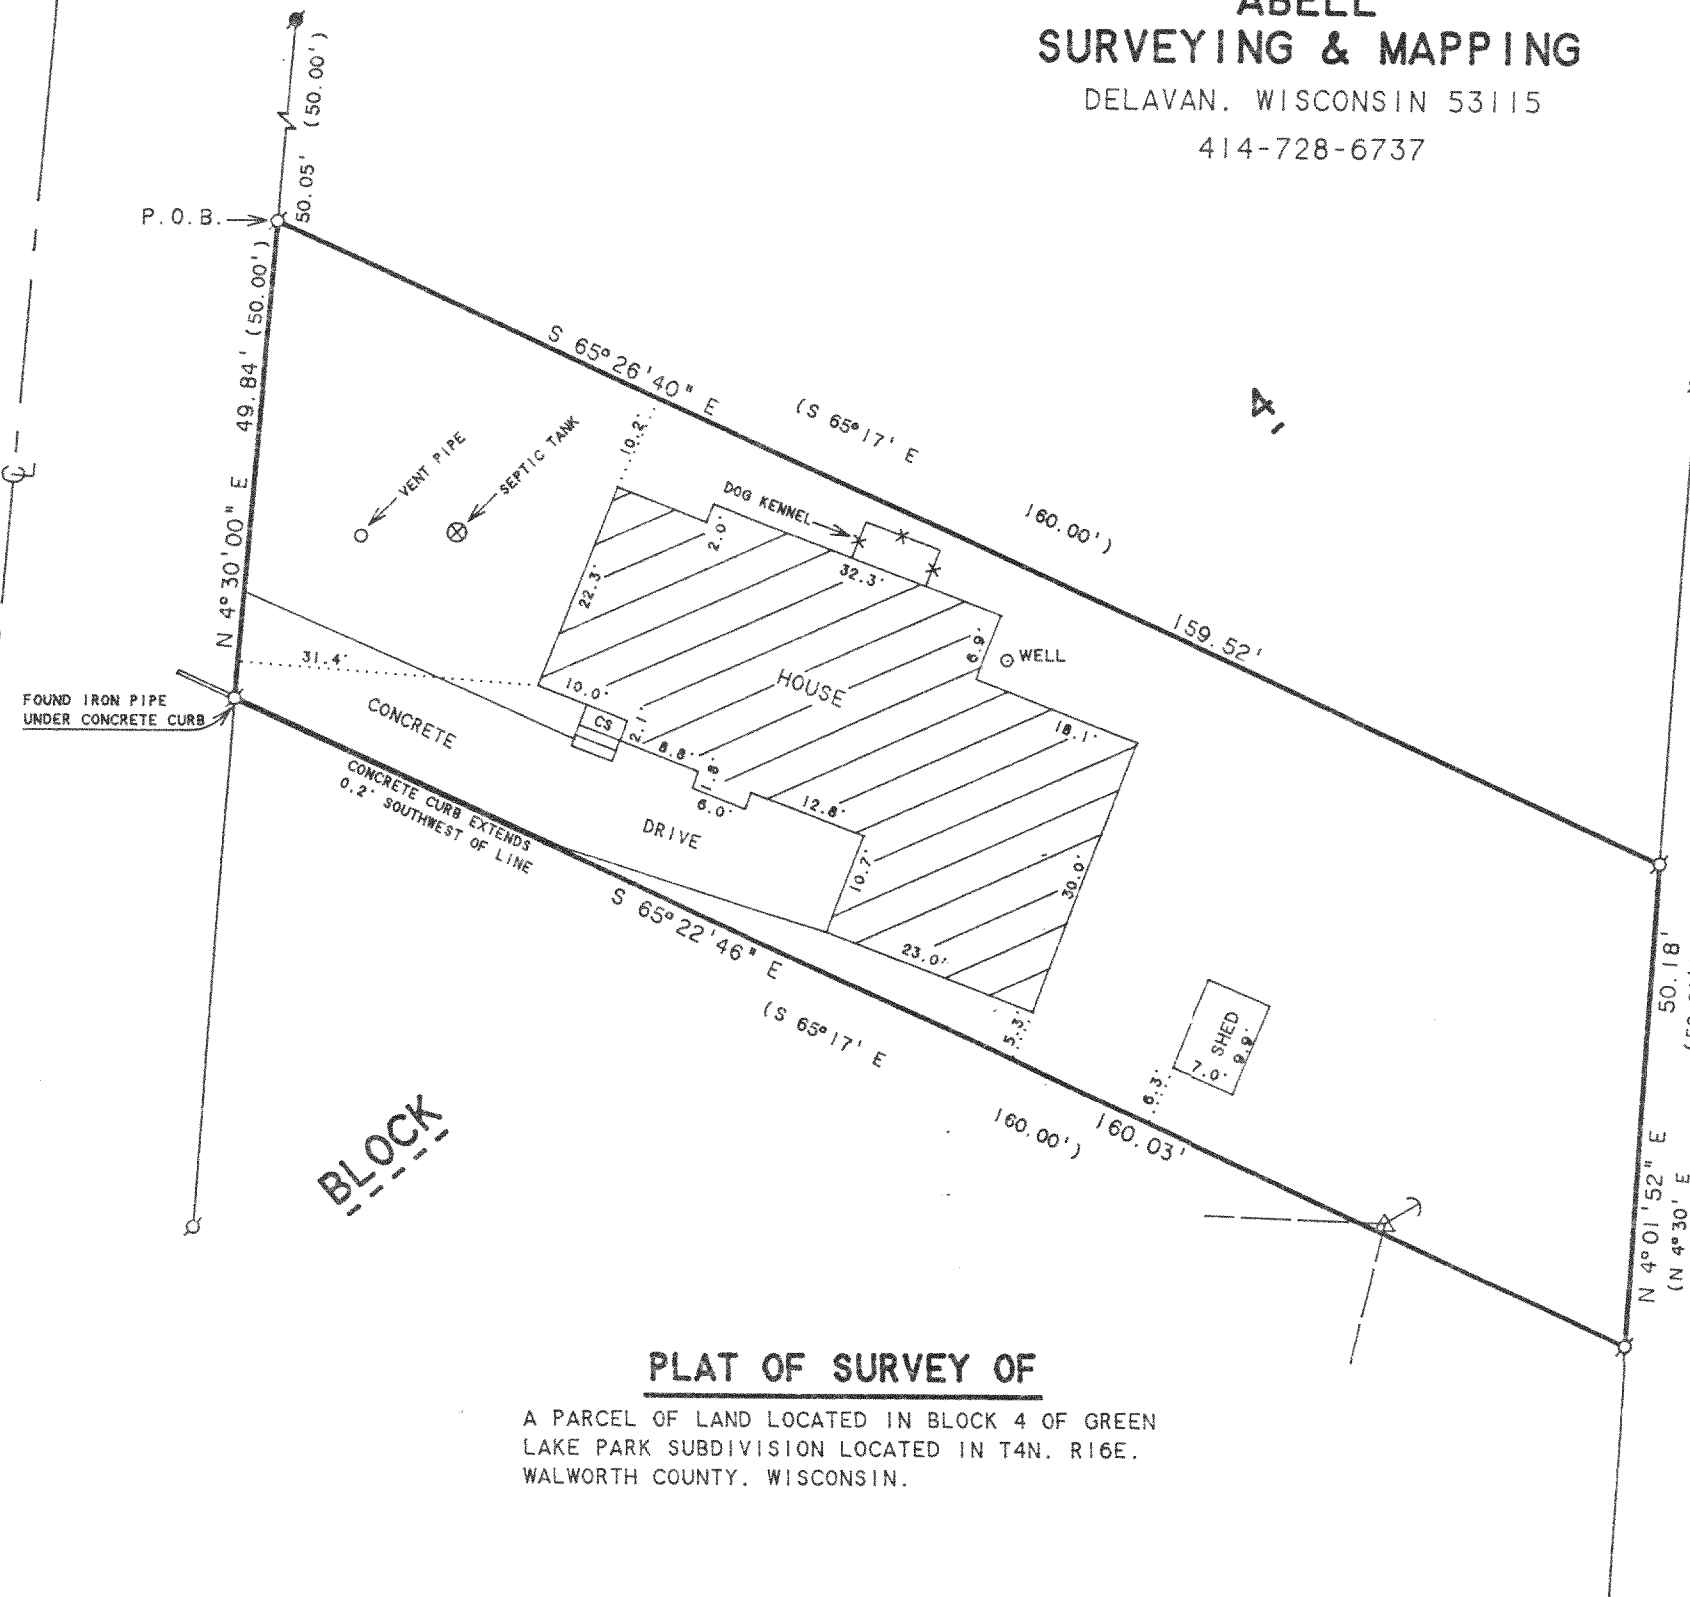 ABELL
SURVEYING & MAPPING
DELAVAN. WISCONSIN 53115
414-728-6737
(50.00')
50.05'
P.O.B.
49.84' (50.00')
N 4°30'00" E
S 65°26'40" E
(S 65°17' E
160.00')
159.52'
4,
VENT PIPE
SEPTIC TANK
10.2'
DOG KENNEL
2.0'
32.3'
22.3'
6.9'
WELL
HOUSE
31.4'
10.0'
CS
2.1'
8.8'
1.8'
6.0'
12.8'
18.1'
10.7'
30.0'
23.0'
5.3'
FOUND IRON PIPE
UNDER CONCRETE CURB
CONCRETE
DRIVE
CONCRETE CURB EXTENDS
0.2' SOUTHWEST OF LINE
S 65°22'46" E
(S 65°17' E
160.00')
160.03'
SHED
7.0'
9.9'
6.3'
50.18'
N 4°01'52" E
(N 4°30' E
BLOCK
PLAT OF SURVEY OF
A PARCEL OF LAND LOCATED IN BLOCK 4 OF GREEN
LAKE PARK SUBDIVISION LOCATED IN T4N. R16E.
WALWORTH COUNTY. WISCONSIN.